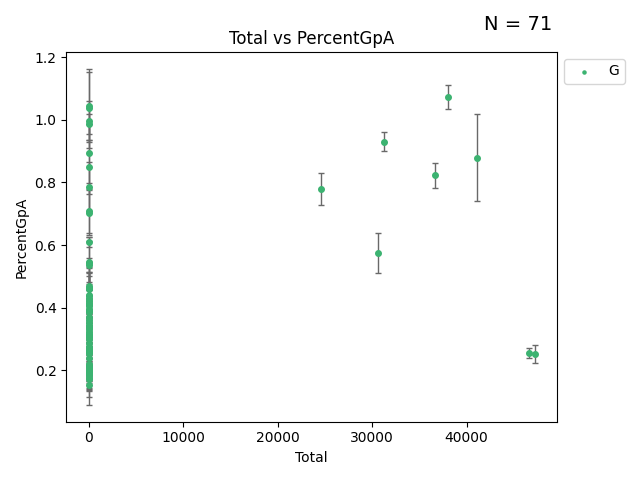 N = 71
Total vs PercentGpA
G
PercentGpA
1.2
1.0
0.8
0.6
0.4
0.2
0 10000 20000 30000 40000
Total